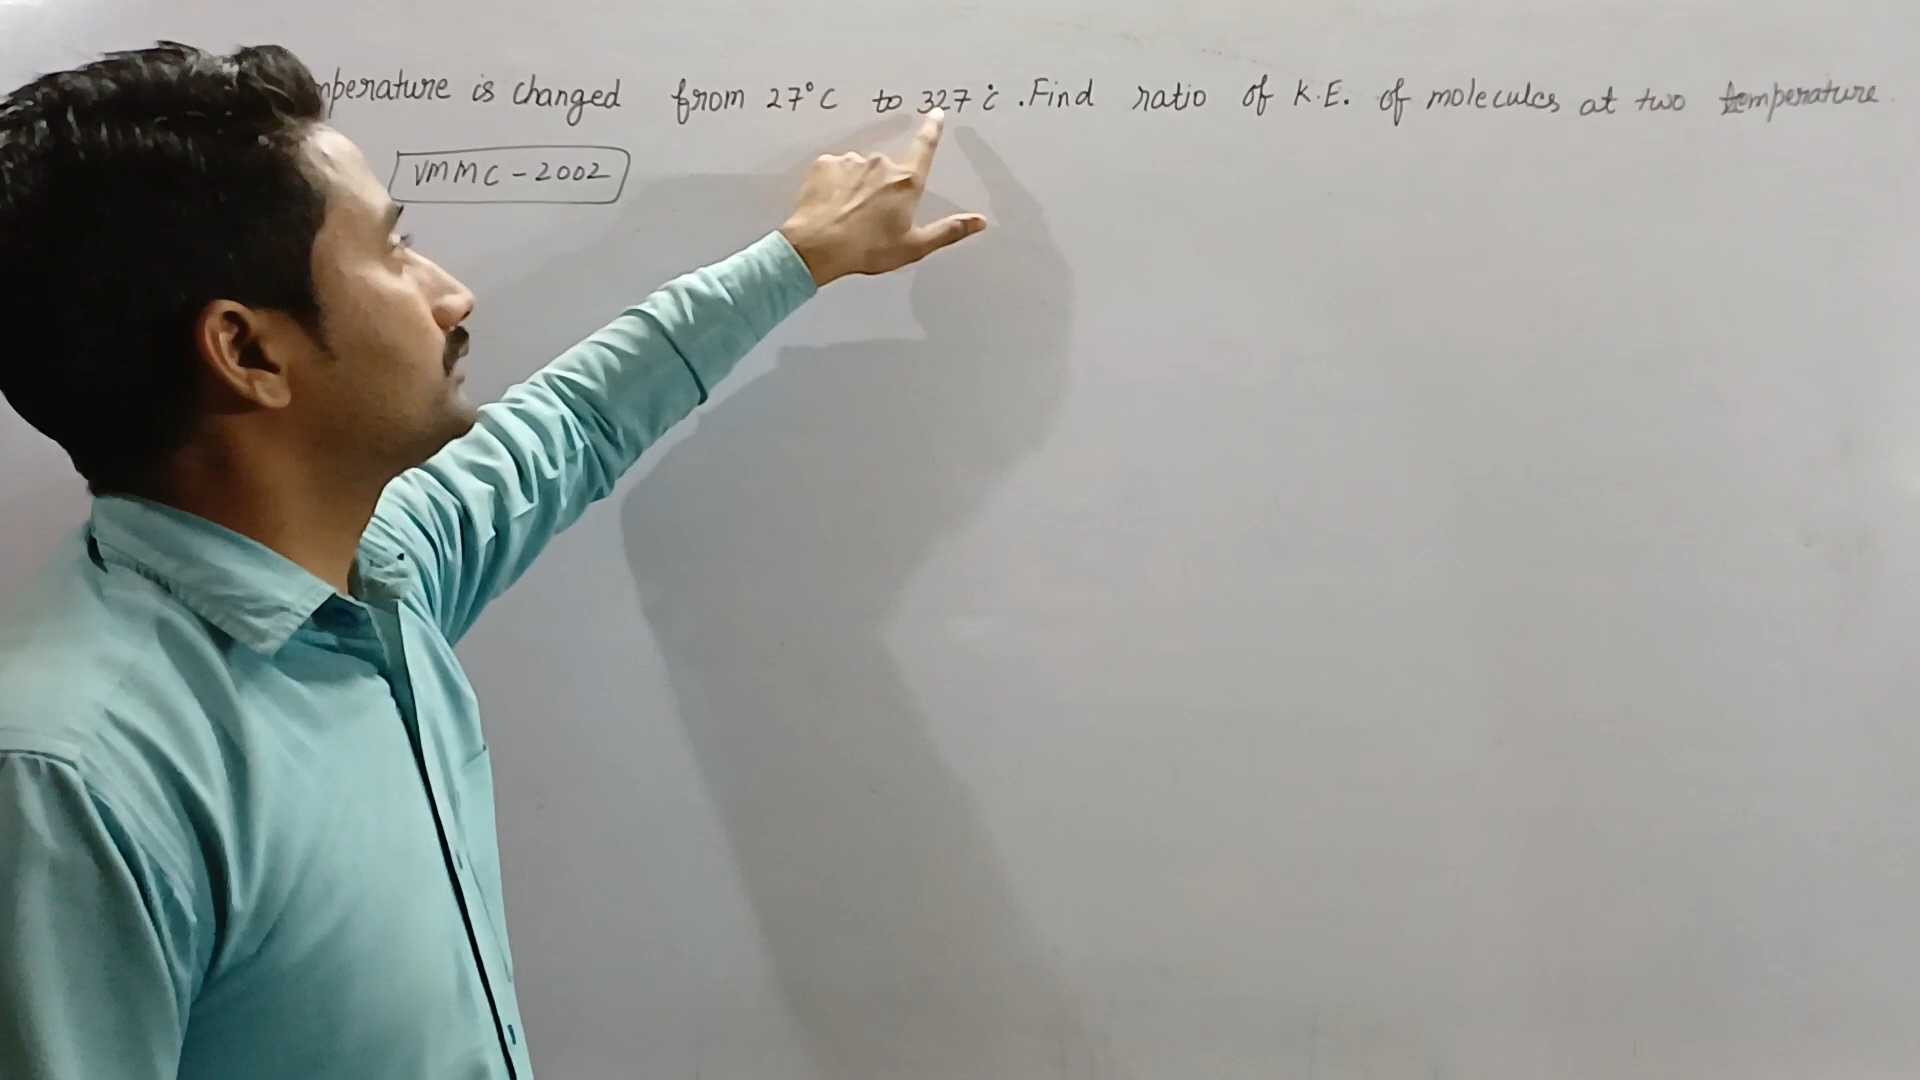 mperature is changed from 27°C to 327°C. Find ratio of K.E. of molecules at two temperature.
VMMC-2002